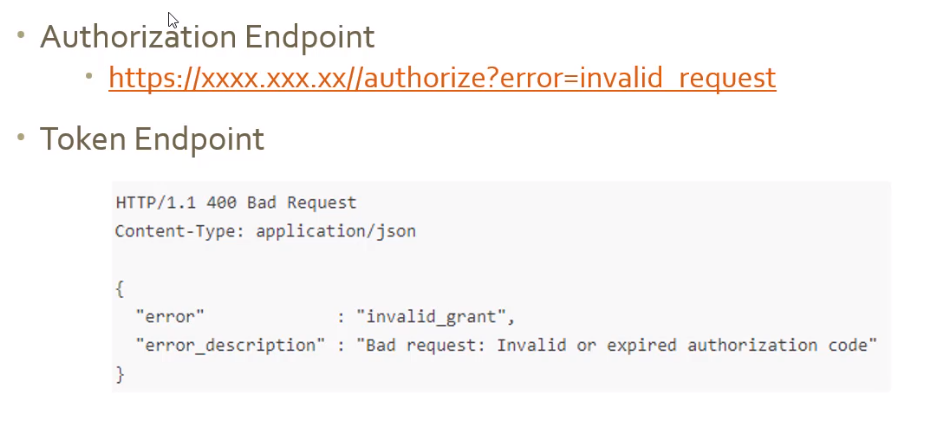 • Authorization Endpoint
• https://xxxx.xxx.xx//authorize?error=invalid_request
• Token Endpoint
HTTP/1.1 400 Bad Request
Content-Type: application/json
{
"error" : "invalid_grant",
"error_description" : "Bad request: Invalid or expired authorization code"
}